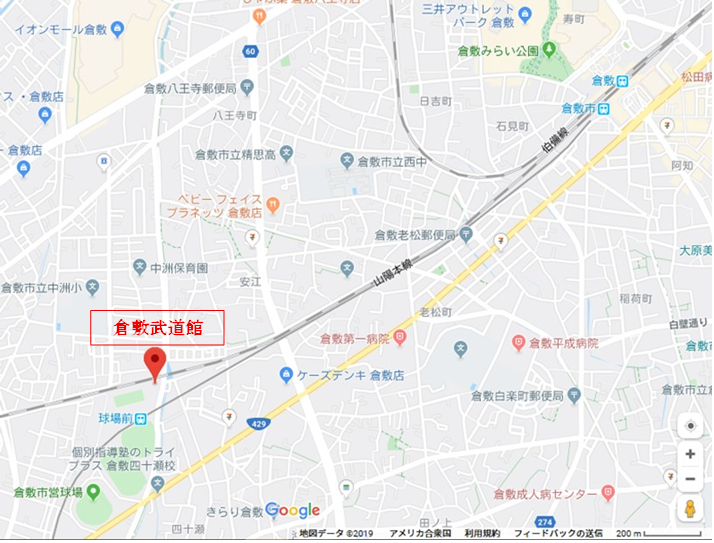 イオンモール倉敷
三井アウトレット
パーク 倉敷
寿町
倉敷みらい公園
60
倉敷
松田病
倉敷八王寺郵便局
日吉町
倉敷市
八王寺町
石見町
倉敷店
伯備線
倉敷市立精思高
倉敷市立西中
阿知
ベビー フェイス
プラネッツ 倉敷店
倉敷老松郵便局
大原美
中洲保育園
安江
山陽本線
倉敷市立中洲小
稲荷町
老松町
白壁通り
倉敷武道館
倉敷第一病院
倉敷平成病院
倉敷市
ケーズデンキ 倉敷店
倉敷市立
倉敷白楽町郵便局
球場前
429
個別指導塾のトライ
プラス 倉敷四十瀬校
倉敷市営球場
倉敷成人病センター
きらり倉敷
Google
四十瀬
田ノ上
274
地図データ ©2019
アメリカ合衆国
利用規約
フィードバックの送信
200 m